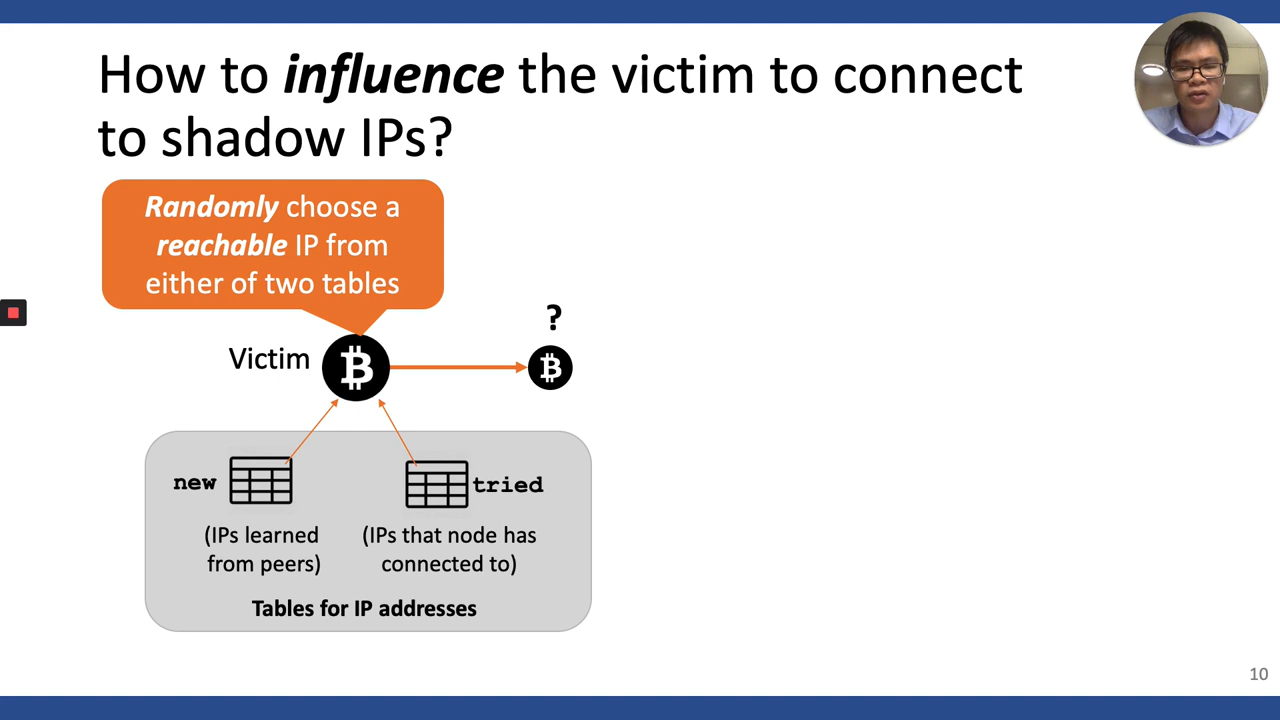 How to influence the victim to connect
to shadow IPs?
Randomly choose a
reachable IP from
either of two tables
?
Victim
new
tried
(IPs learned
from peers)
(IPs that node has
connected to)
Tables for IP addresses
10